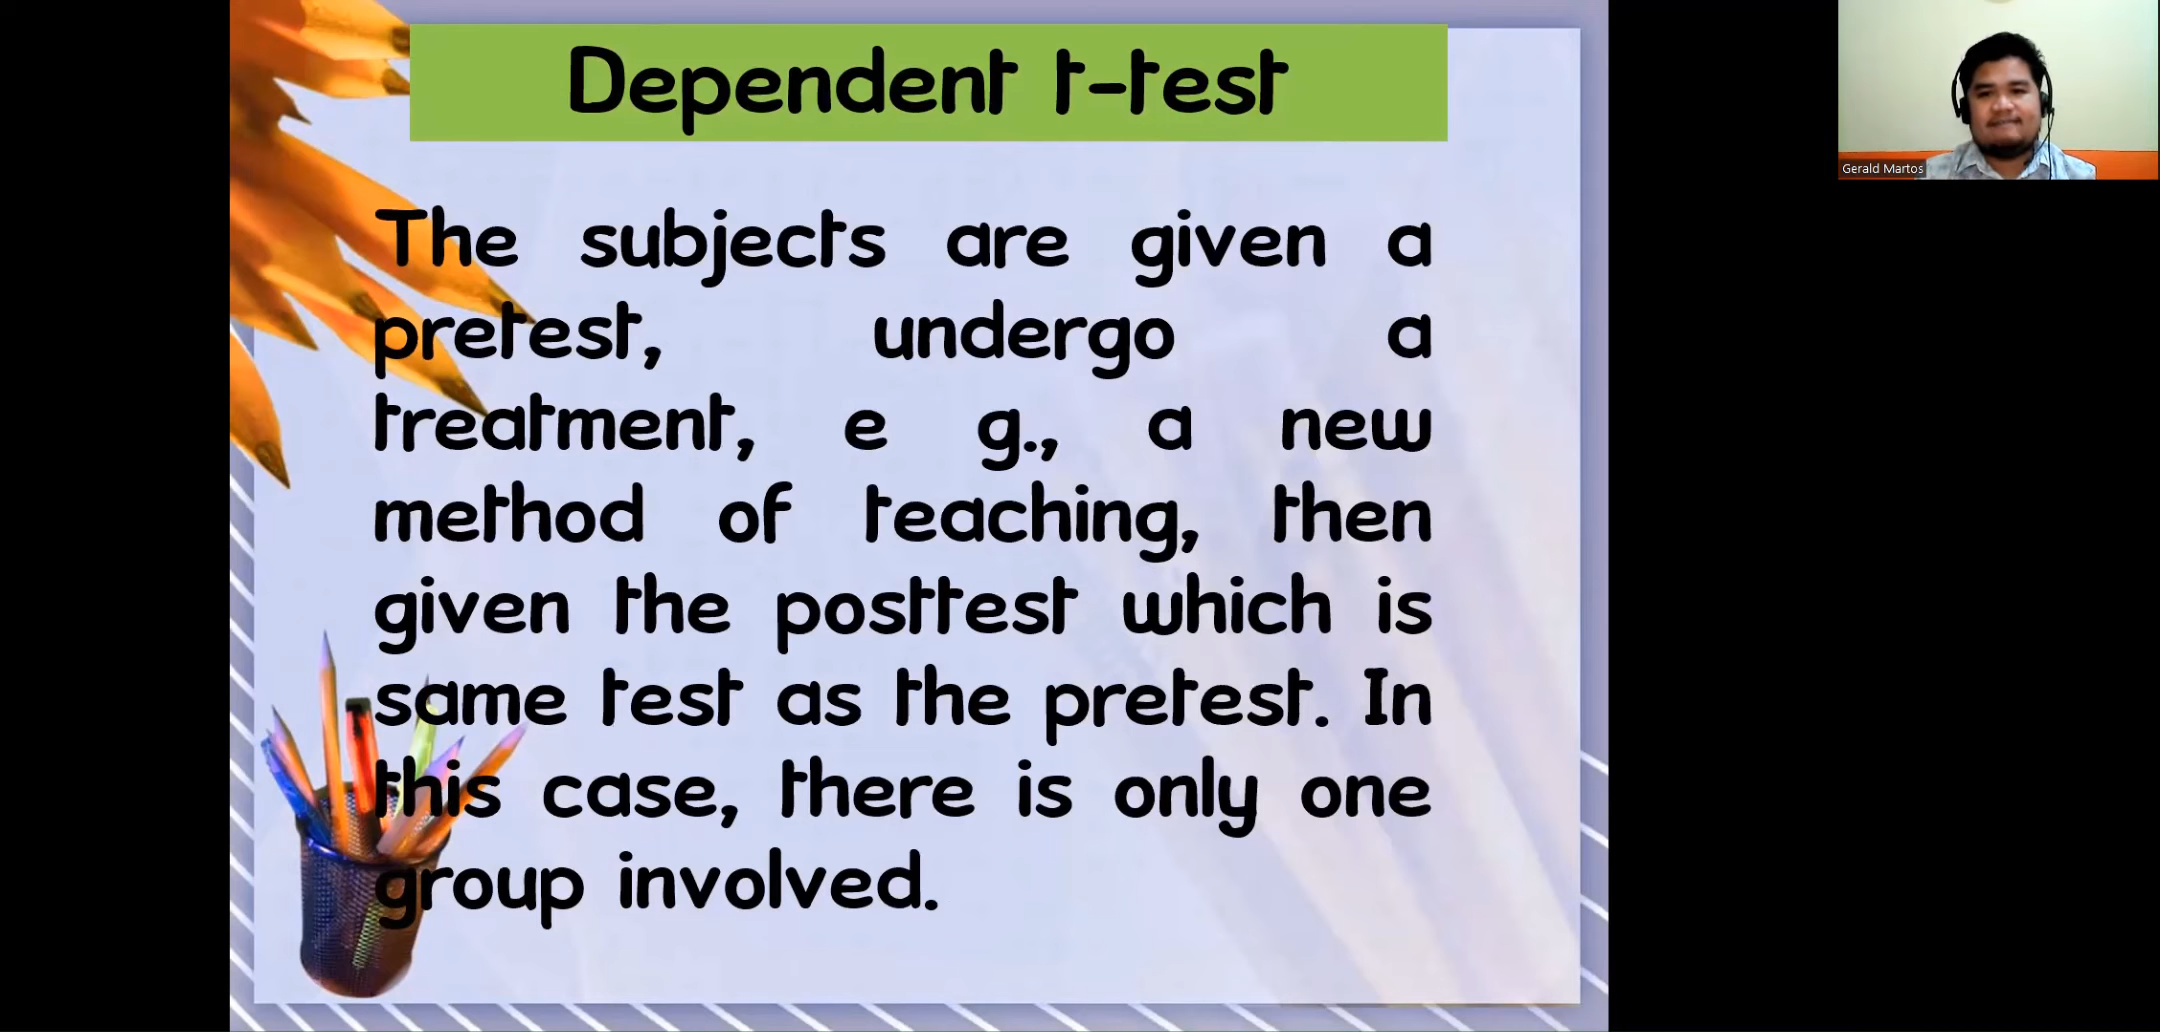 Dependent t-test
The subjects are given a
pretest, undergo a
treatment, e g., a new
method of teaching, then
given the posttest which is
same test as the pretest. In
this case, there is only one
group involved.
Gerald Martos